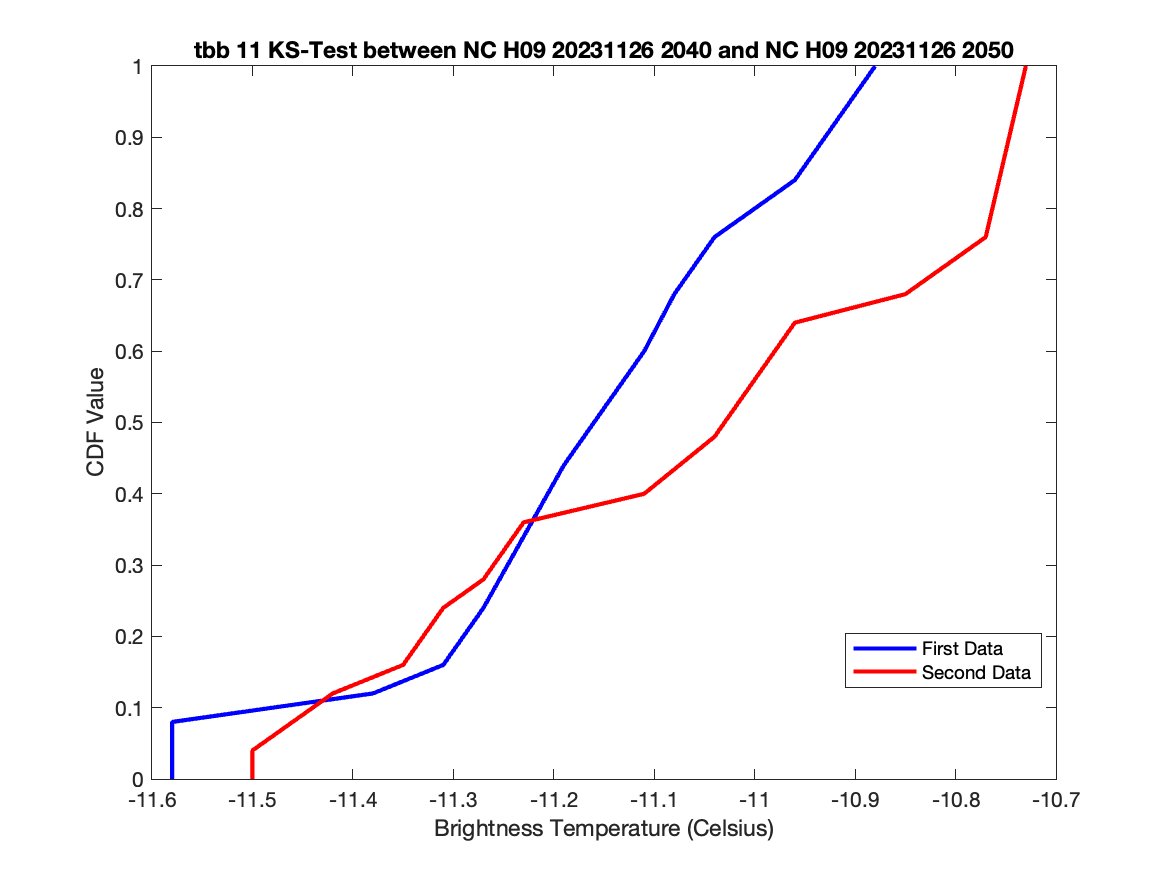 tbb 11 KS-Test between NC H09 20231126 2040 and NC H09 20231126 2050
1
0.9
0.8
0.7
0.6
0.5
0.4
0.3
0.2
0.1
0
CDF Value
First Data
Second Data
-11.6 -11.5 -11.4 -11.3 -11.2 -11.1 -11 -10.9 -10.8 -10.7
Brightness Temperature (Celsius)